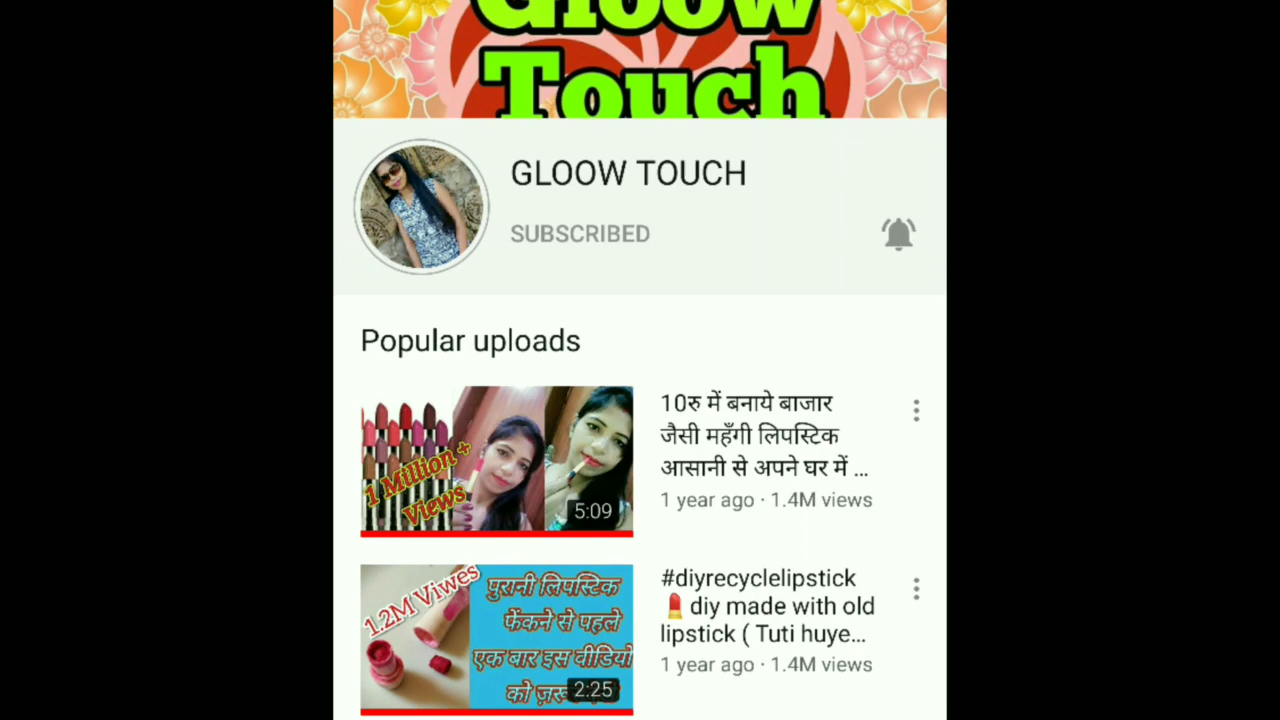 Gloow
Touch
GLOOW TOUCH
SUBSCRIBED
Popular uploads
1 Million +
Views
5:09
10रु में बनाये बाजार
जैसी महँगी लिपस्टिक
आसानी से अपने घर में ...
1 year ago · 1.4M views
1.2M Viwes
पुरानी लिपस्टिक
फेंकने से पहले
एक बार इस वीडियो
को ज़रू
2:25
#diyrecyclelipstick
💄diy made with old
lipstick ( Tuti huye...
1 year ago · 1.4M views